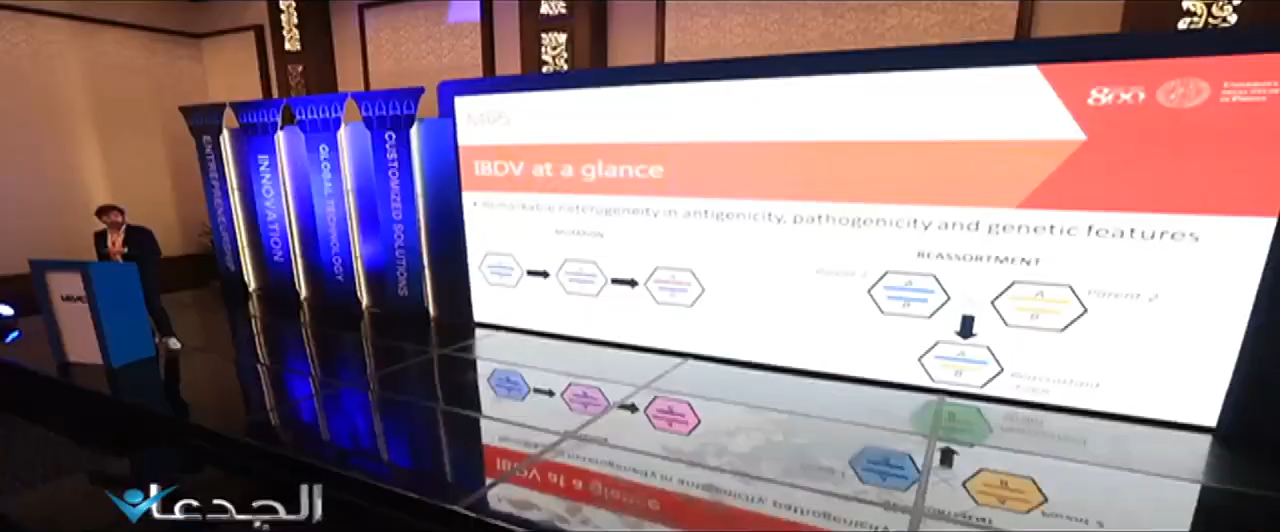 ENTREPRENEURSHIP
INNOVATION
GLOBAL TECHNOLOGY
CUSTOMIZED SOLUTIONS
800
IBDV at a glance
• Remarkable heterogeneity in antigenicity, pathogenicity and genetic features
MUTATION
REASSORTMENT
Parent 1
A
B
A
B
Parent 2
A
B
الجدعان